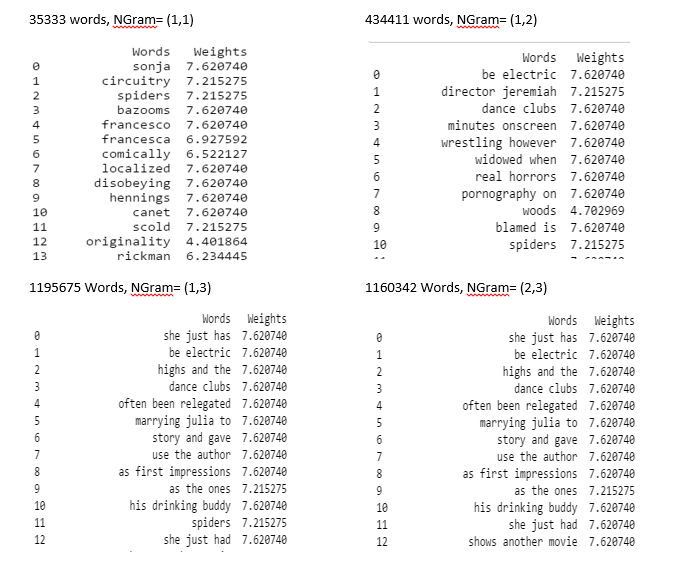 35333 words, NGram= (1,1)
Words Weights
0 sonja 7.620740
1 circuitry 7.215275
2 spiders 7.215275
3 bazooms 7.620740
4 francesco 7.620740
5 francesca 6.927592
6 comically 6.522127
7 localized 7.620740
8 disobeying 7.620740
9 hennings 7.620740
10 canet 7.620740
11 scold 7.215275
12 originality 4.401864
13 rickman 6.234445
434411 words, NGram= (1,2)
Words Weights
0 be electric 7.620740
1 director jeremiah 7.215275
2 dance clubs 7.620740
3 minutes onscreen 7.620740
4 wrestling however 7.620740
5 widowed when 7.620740
6 real horrors 7.620740
7 pornography on 7.620740
8 woods 4.702969
9 blamed is 7.620740
10 spiders 7.215275
1195675 Words, NGram= (1,3)
Words Weights
0 she just has 7.620740
1 be electric 7.620740
2 highs and the 7.620740
3 dance clubs 7.620740
4 often been relegated 7.620740
5 marrying julia to 7.620740
6 story and gave 7.620740
7 use the author 7.620740
8 as first impressions 7.620740
9 as the ones 7.215275
10 his drinking buddy 7.620740
11 spiders 7.215275
12 she just had 7.620740
1160342 Words, NGram= (2,3)
Words Weights
0 she just has 7.620740
1 be electric 7.620740
2 highs and the 7.620740
3 dance clubs 7.620740
4 often been relegated 7.620740
5 marrying julia to 7.620740
6 story and gave 7.620740
7 use the author 7.620740
8 as first impressions 7.620740
9 as the ones 7.215275
10 his drinking buddy 7.620740
11 she just had 7.620740
12 shows another movie 7.620740